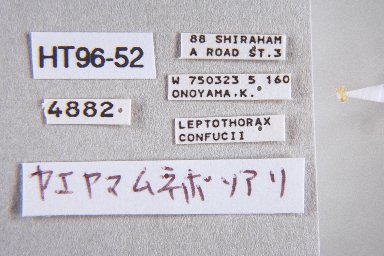 HT96-52
88 SHIRAHAM
A ROAD ST.3
W 750323 5 160
ONOYAMA.K.
4882
LEPTOTHORAX
CONFUCII
ヤエヤマムネボソアリ